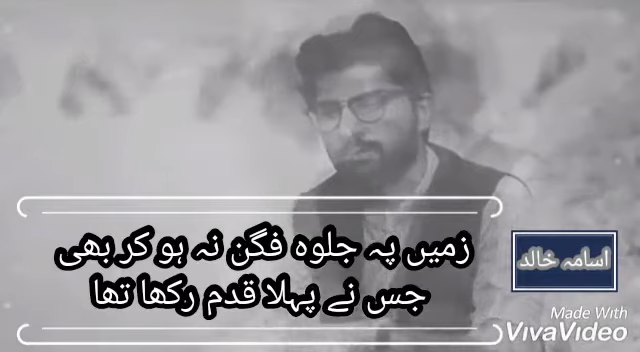 زمیں پہ جلوہ فگن نہ ہو کر بھی
جس نے پہلا قدم رکھا تھا
اسامہ خالد
Made With
VivaVideo